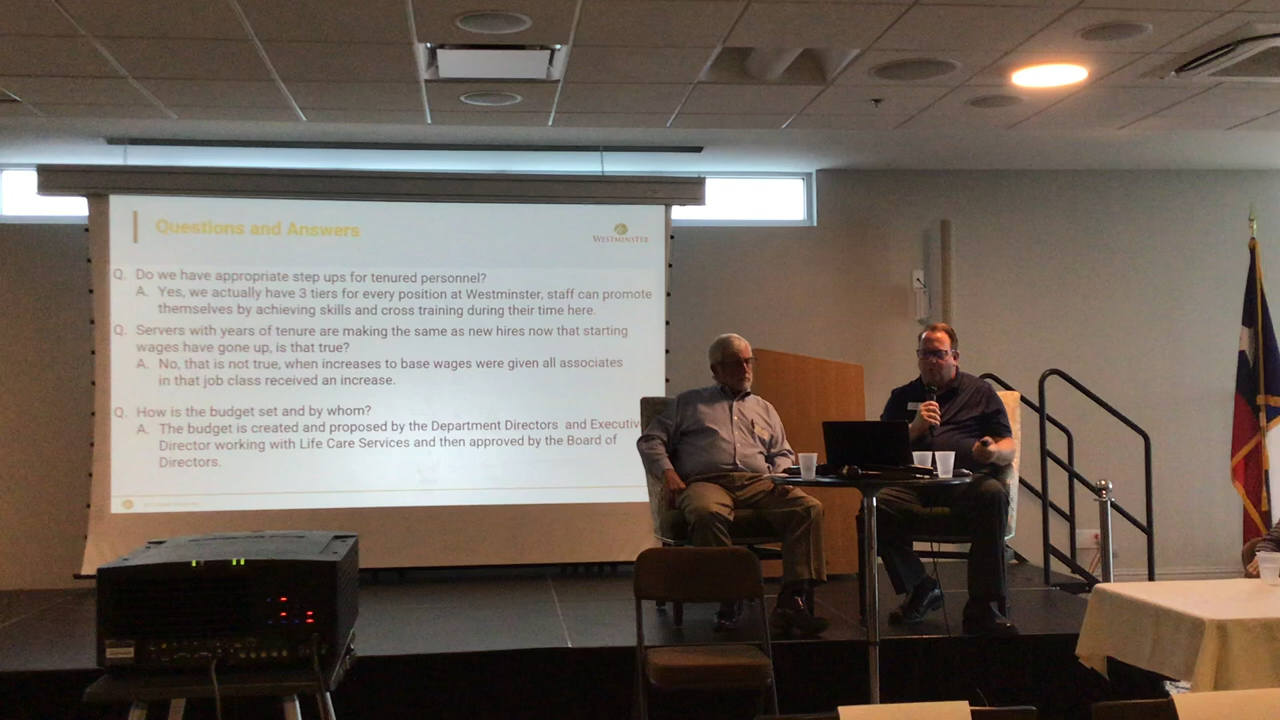 Questions and Answers
WESTMINSTER
Q. Do we have appropriate step ups for tenured personnel?
A. Yes, we actually have 3 tiers for every position at Westminster, staff can promote
themselves by achieving skills and cross training during their time here.
Q. Servers with years of tenure are making the same as new hires now that starting
wages have gone up, is that true?
A. No, that is not true, when increases to base wages were given all associates
in that job class received an increase.
Q. How is the budget set and by whom?
A. The budget is created and proposed by the Department Directors and Executive
Director working with Life Care Services and then approved by the Board of
Directors.